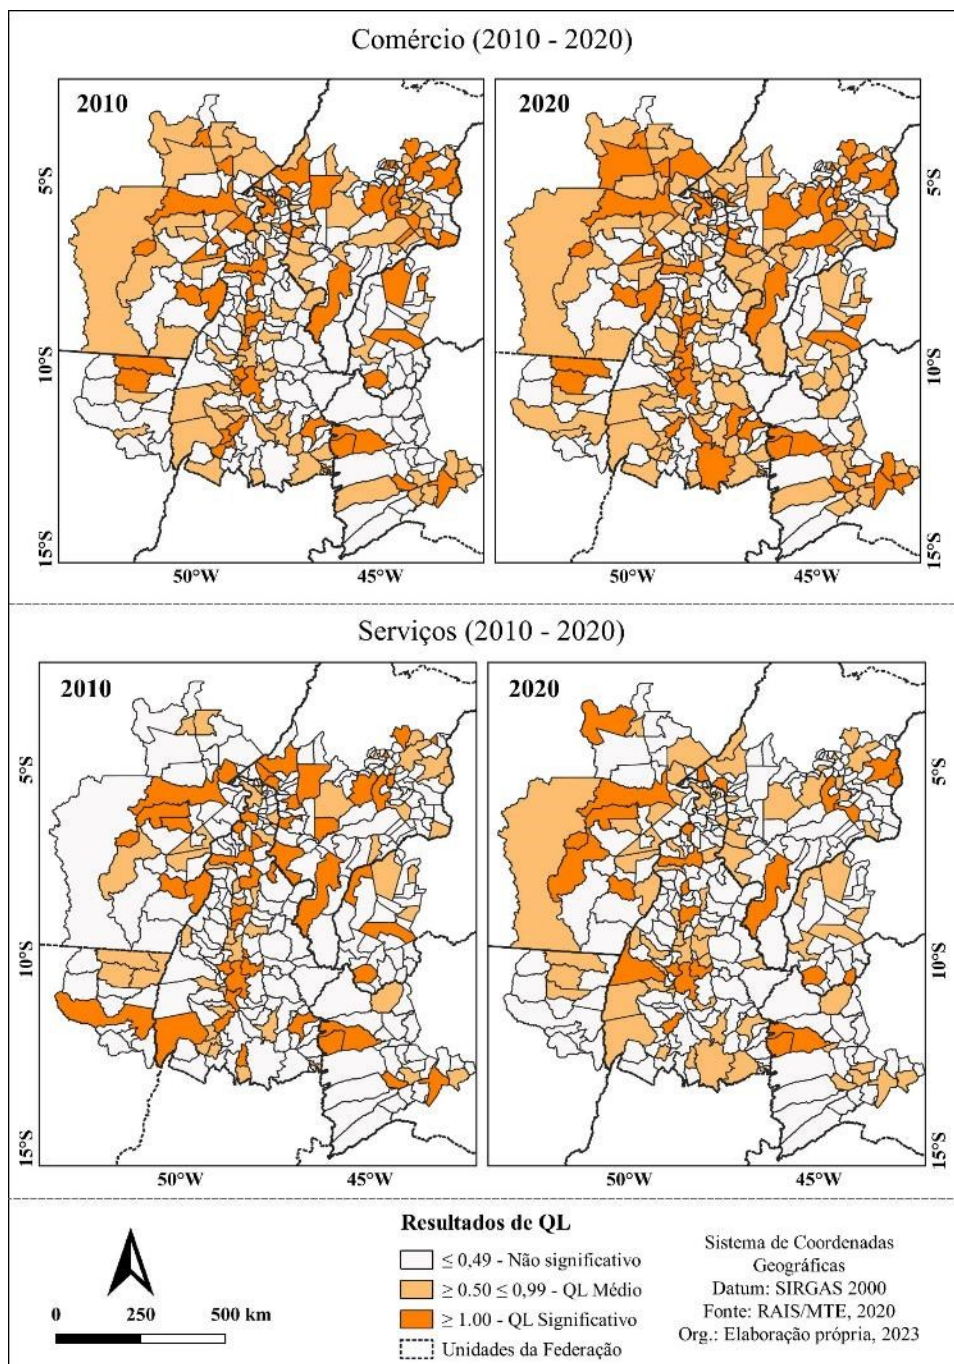 Comércio (2010 - 2020)
2010
2020
5°S
10°S
15°S
5°S
10°S
15°S
50°W
45°W
50°W
45°W
Serviços (2010 - 2020)
2010
2020
5°S
10°S
15°S
5°S
10°S
15°S
50°W
45°W
50°W
45°W
0 250 500 km
Resultados de QL
≤ 0,49 - Não significativo
≥ 0.50 ≤ 0,99 - QL Médio
≥ 1.00 - QL Significativo
Unidades da Federação
Sistema de Coordenadas
Geográficas
Datum: SIRGAS 2000
Fonte: RAIS/MTE, 2020
Org.: Elaboração própria, 2023